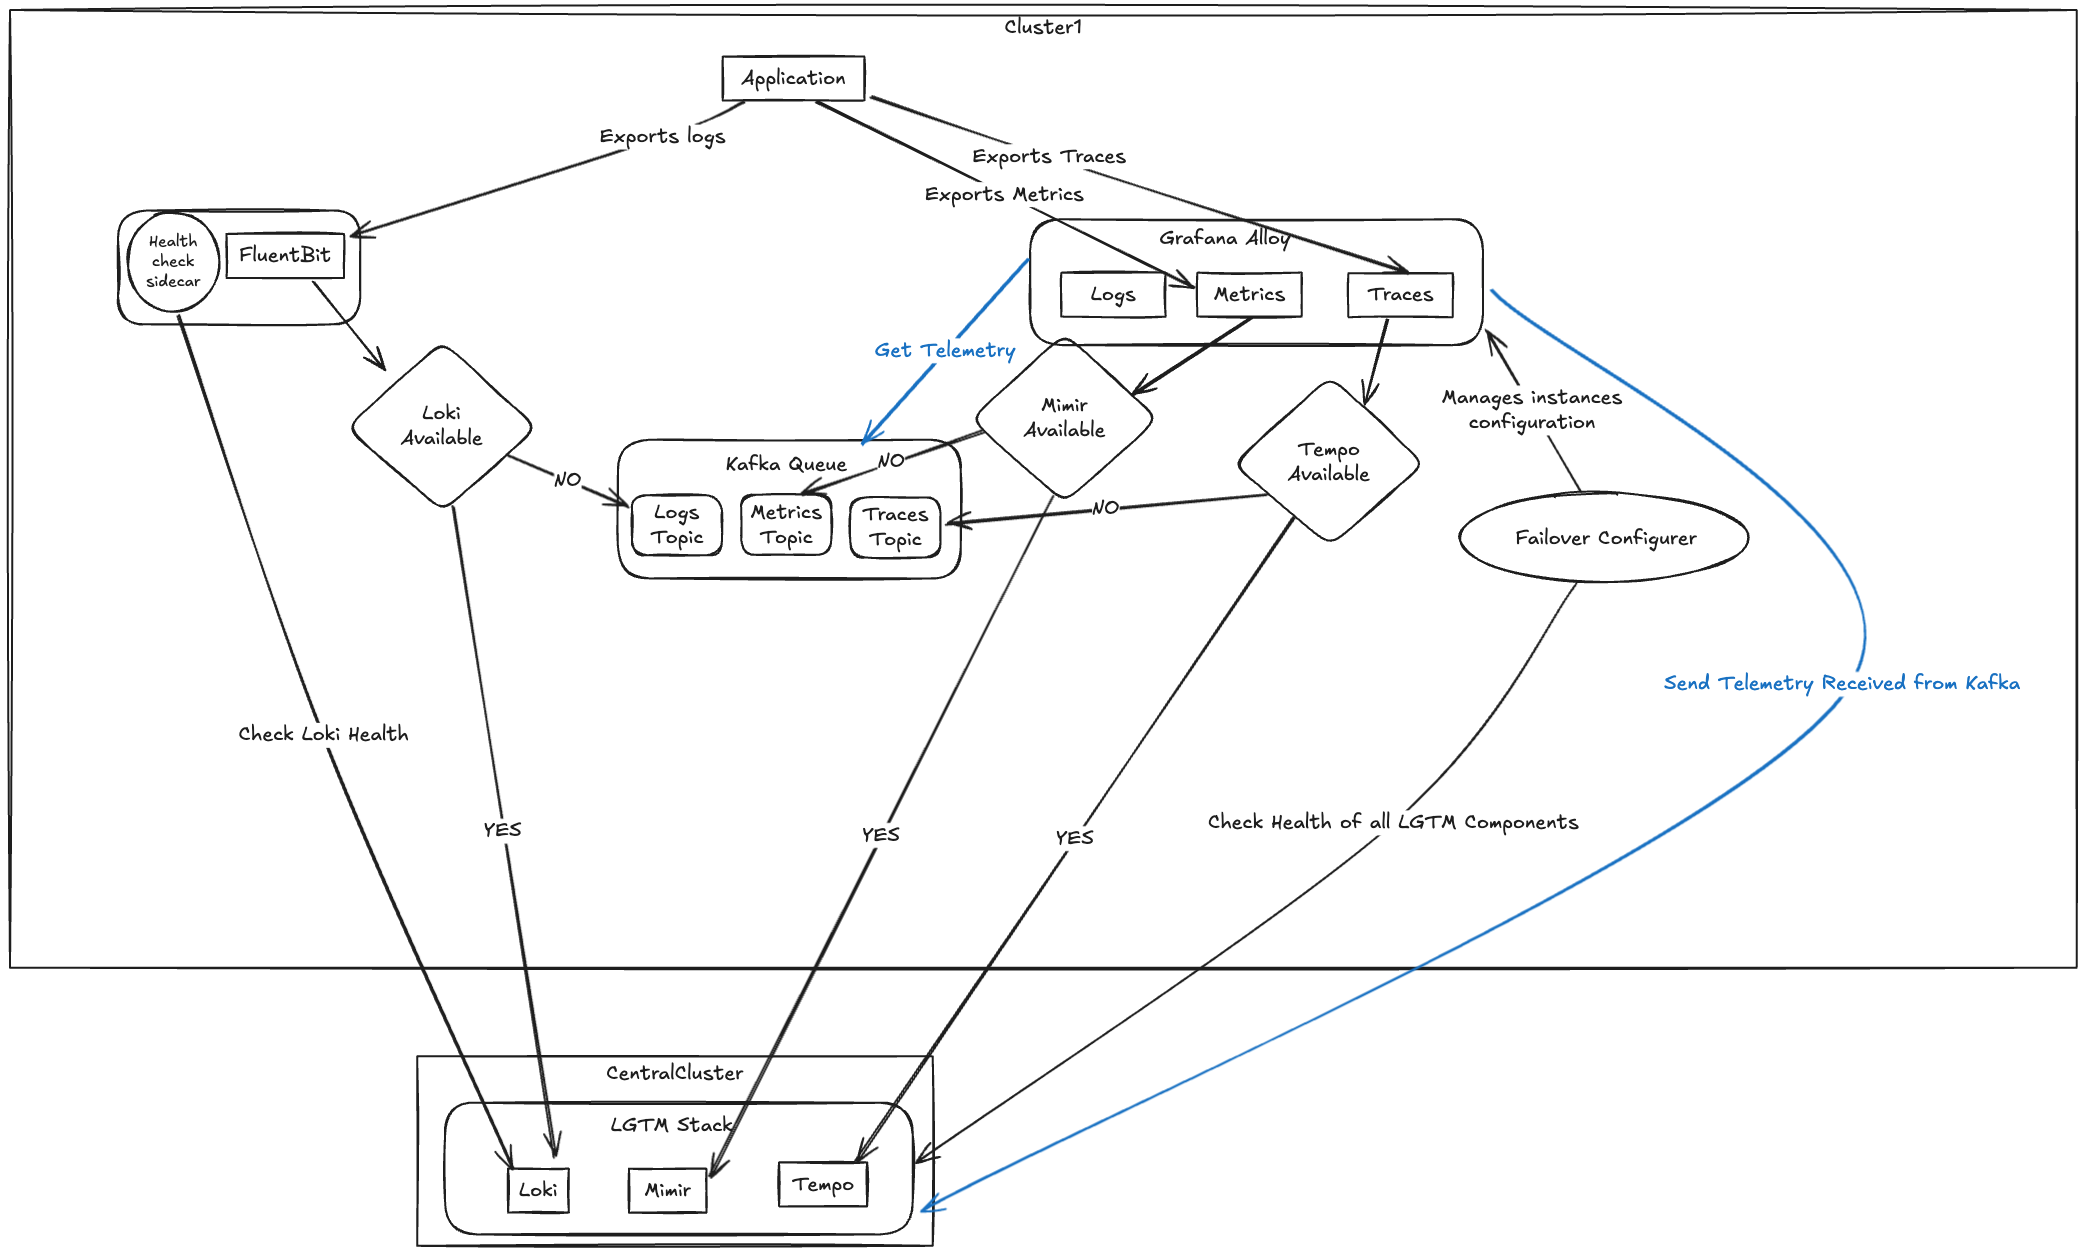 Cluster1
Application
Exports logs
Exports Traces
Exports Metrics
Health
check
sidecar
FluentBit
Grafana Alloy
Logs
Metrics
Traces
Get Telemetry
Loki
Available
Mimir
Available
Tempo
Available
Manages instances
configuration
NO
Kafka Queue
NO
NO
Logs
Topic
Metrics
Topic
Traces
Topic
Failover Configurer
Send Telemetry Received from Kafka
Check Loki Health
YES
YES
YES
Check Health of all LGTM Components
CentralCluster
LGTM Stack
Loki
Mimir
Tempo